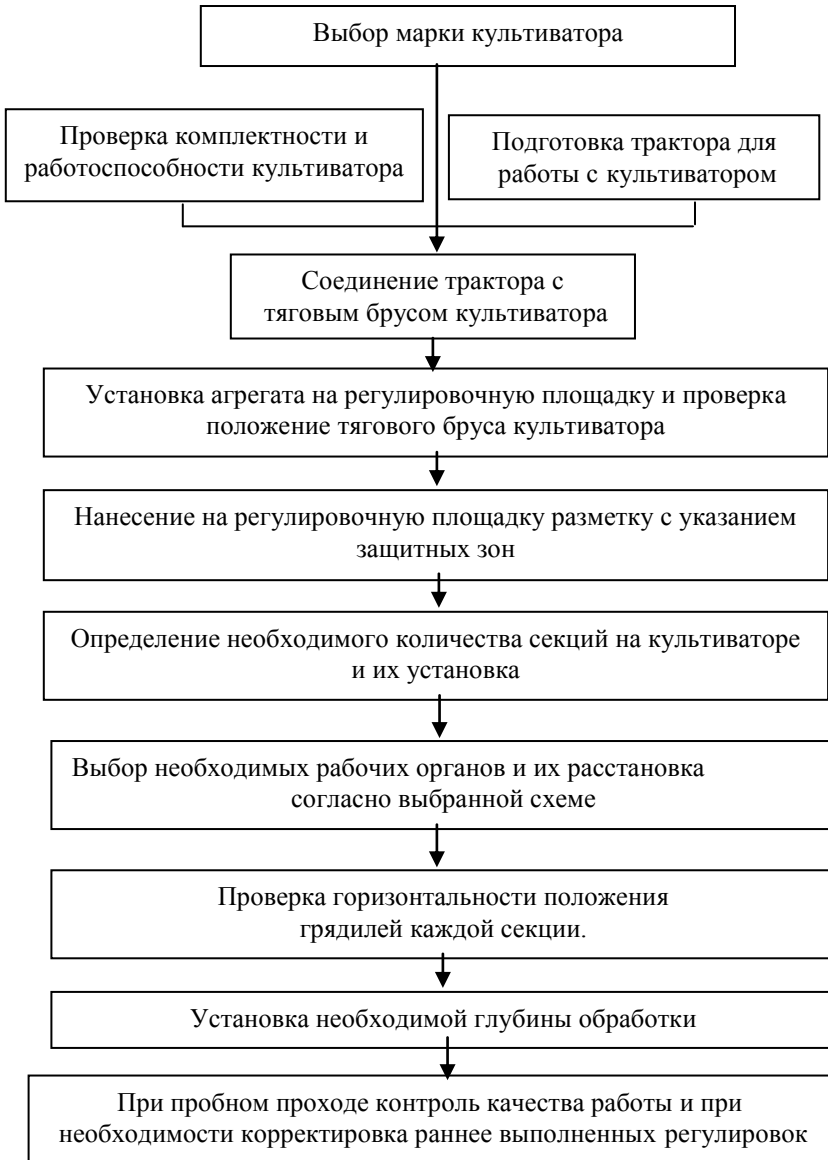 Выбор марки культиватора
Проверка комплектности и
работоспособности культиватора
Подготовка трактора для
работы с культиватором
Соединение трактора с
тяговым брусом культиватора
Установка агрегата на регулировочную площадку и проверка
положение тягового бруса культиватора
Нанесение на регулировочную площадку разметку с указанием
защитных зон
Определение необходимого количества секций на культиваторе
и их установка
Выбор необходимых рабочих органов и их расстановка
согласно выбранной схеме
Проверка горизонтальности положения
грядилей каждой секции.
Установка необходимой глубины обработки
При пробном проходе контроль качества работы и при
необходимости корректировка раннее выполненных регулировок